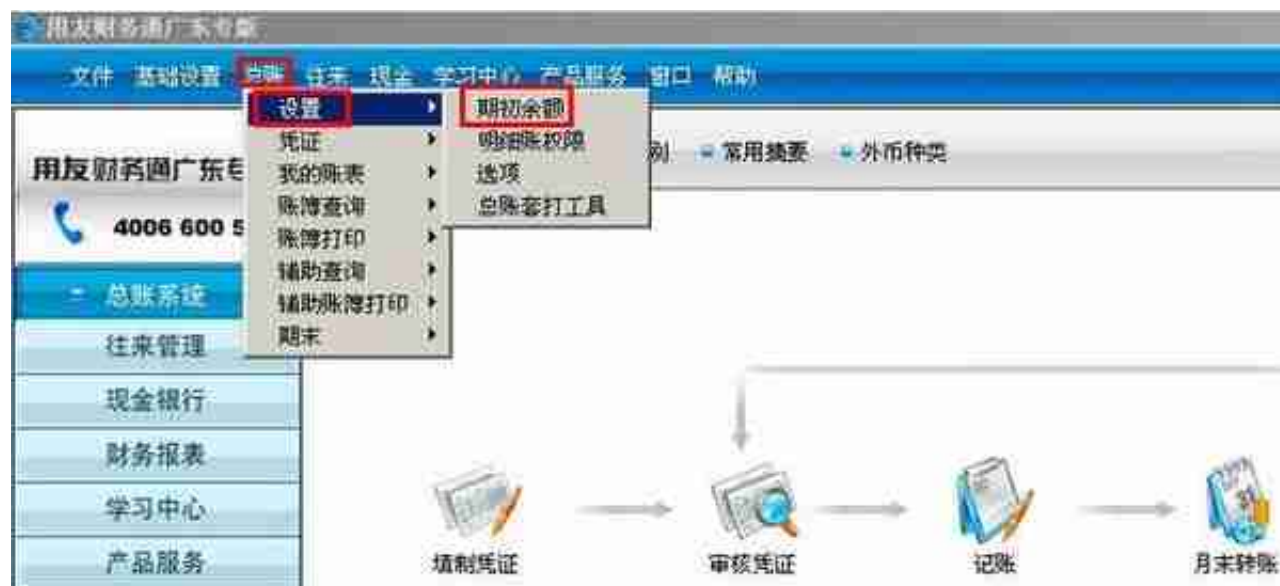 用友财务通广东专版
文件 基础设置 总账 往来 现金 学习中心 产品服务 窗口 帮助
设置 期初余额
凭证 明细账权限
我的账表 选项
账簿查询 总账套打工具
账簿打印
辅助查询
辅助账簿打印
期末
别 常用摘要 外币种类
用友财务通广东
4006 600 5
总账系统
往来管理
现金银行
财务报表
学习中心
产品服务
填制凭证 审核凭证 记账 月末转账